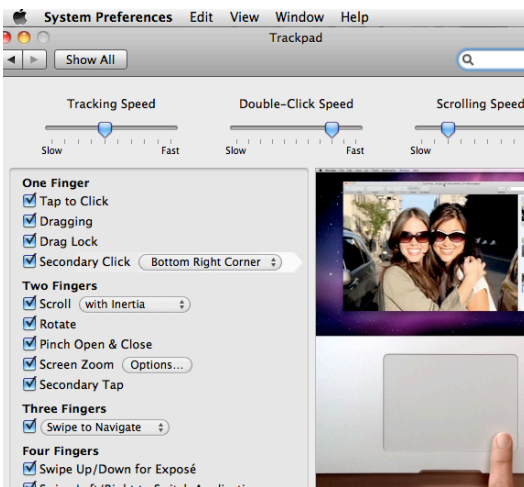 System Preferences Edit View Window Help
Trackpad
Show All
Tracking Speed Double-Click Speed Scrolling Speed
Slow Fast Slow Fast Slow
One Finger
Tap to Click
Dragging
Drag Lock
Secondary Click Bottom Right Corner
Two Fingers
Scroll with Inertia
Rotate
Pinch Open & Close
Screen Zoom Options...
Secondary Tap
Three Fingers
Swipe to Navigate
Four Fingers
Swipe Up/Down for Exposé